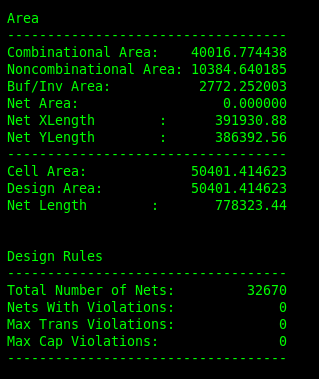 Area
-----------------------------------
Combinational Area:    40016.774438
Noncombinational Area: 10384.640185
Buf/Inv Area:           2772.252003
Net Area:                  0.000000
Net XLength        :      391930.88
Net YLength        :      386392.56
-----------------------------------
Cell Area:             50401.414623
Design Area:           50401.414623
Net Length        :       778323.44
Design Rules
-----------------------------------
Total Number of Nets:         32670
Nets With Violations:             0
Max Trans Violations:             0
Max Cap Violations:               0
-----------------------------------